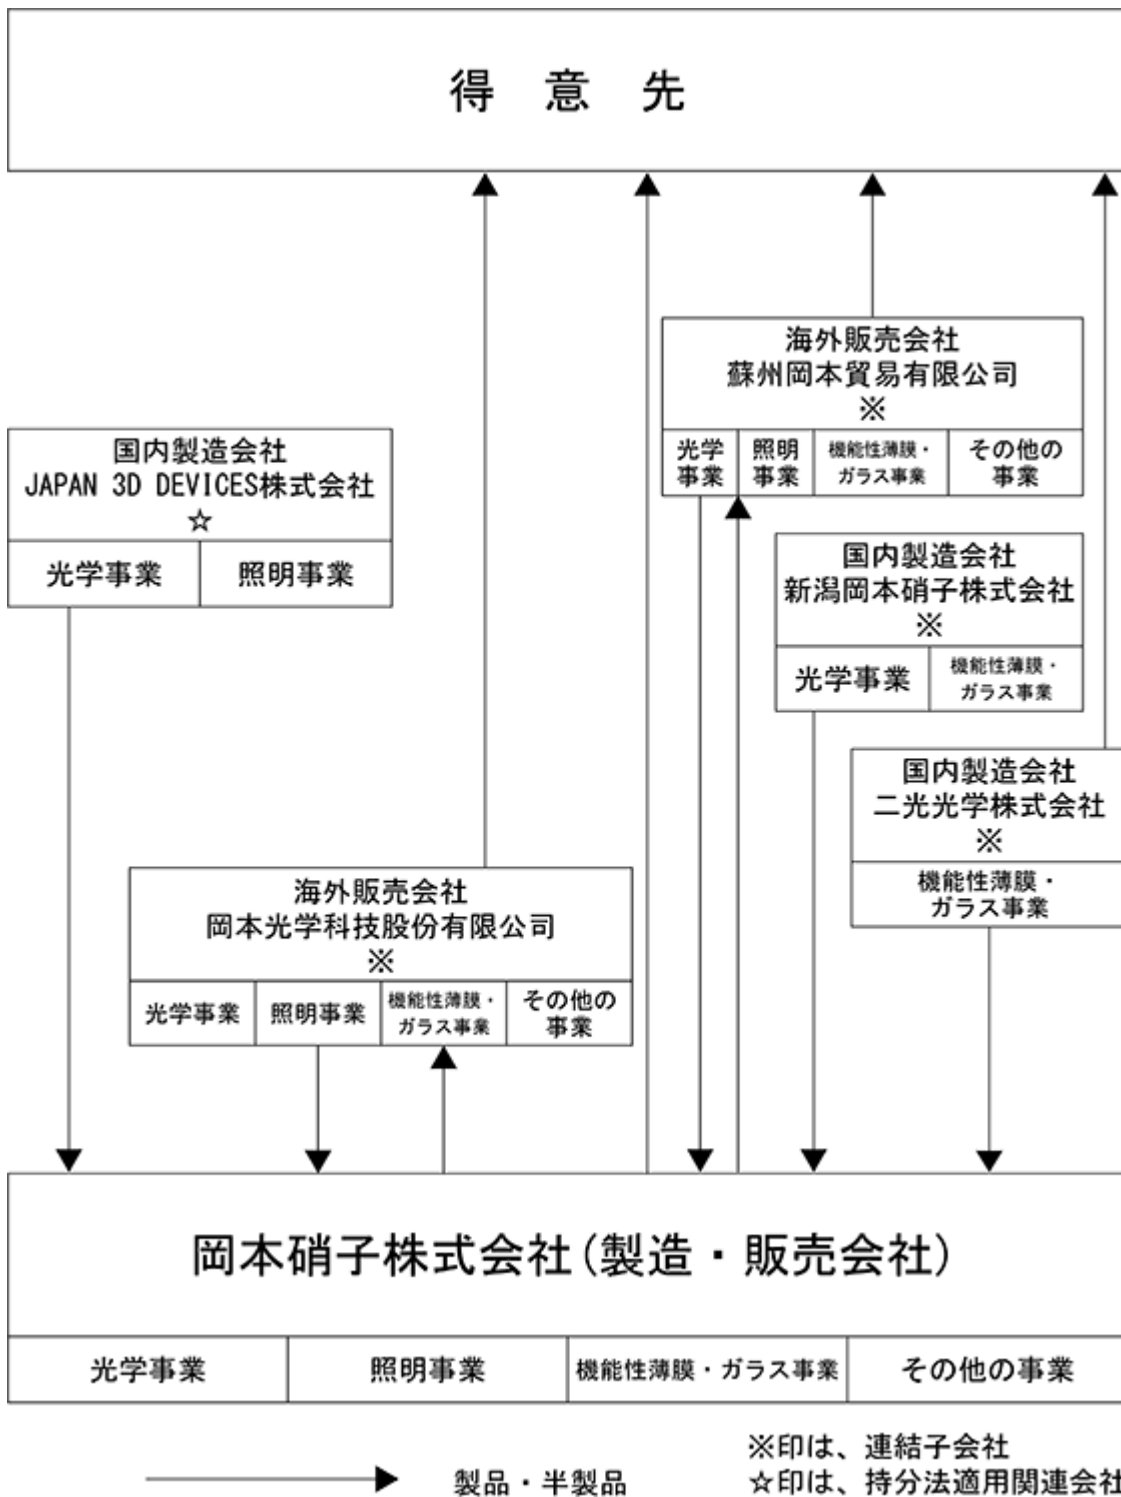 得　意　先
海外販売会社
蘇州岡本貿易有限公司
※
光学
事業
照明
事業
機能性薄膜・
ガラス事業
その他の
事業
国内製造会社
JAPAN 3D DEVICES株式会社
☆
光学事業
照明事業
国内製造会社
新潟岡本硝子株式会社
※
光学事業
機能性薄膜・
ガラス事業
国内製造会社
二光光学株式会社
※
機能性薄膜・
ガラス事業
海外販売会社
岡本光学科技股份有限公司
※
光学事業
照明事業
機能性薄膜・
ガラス事業
その他の
事業
岡本硝子株式会社(製造・販売会社)
光学事業
照明事業
機能性薄膜・ガラス事業
その他の事業
製品・半製品
※印は、連結子会社
☆印は、持分法適用関連会社